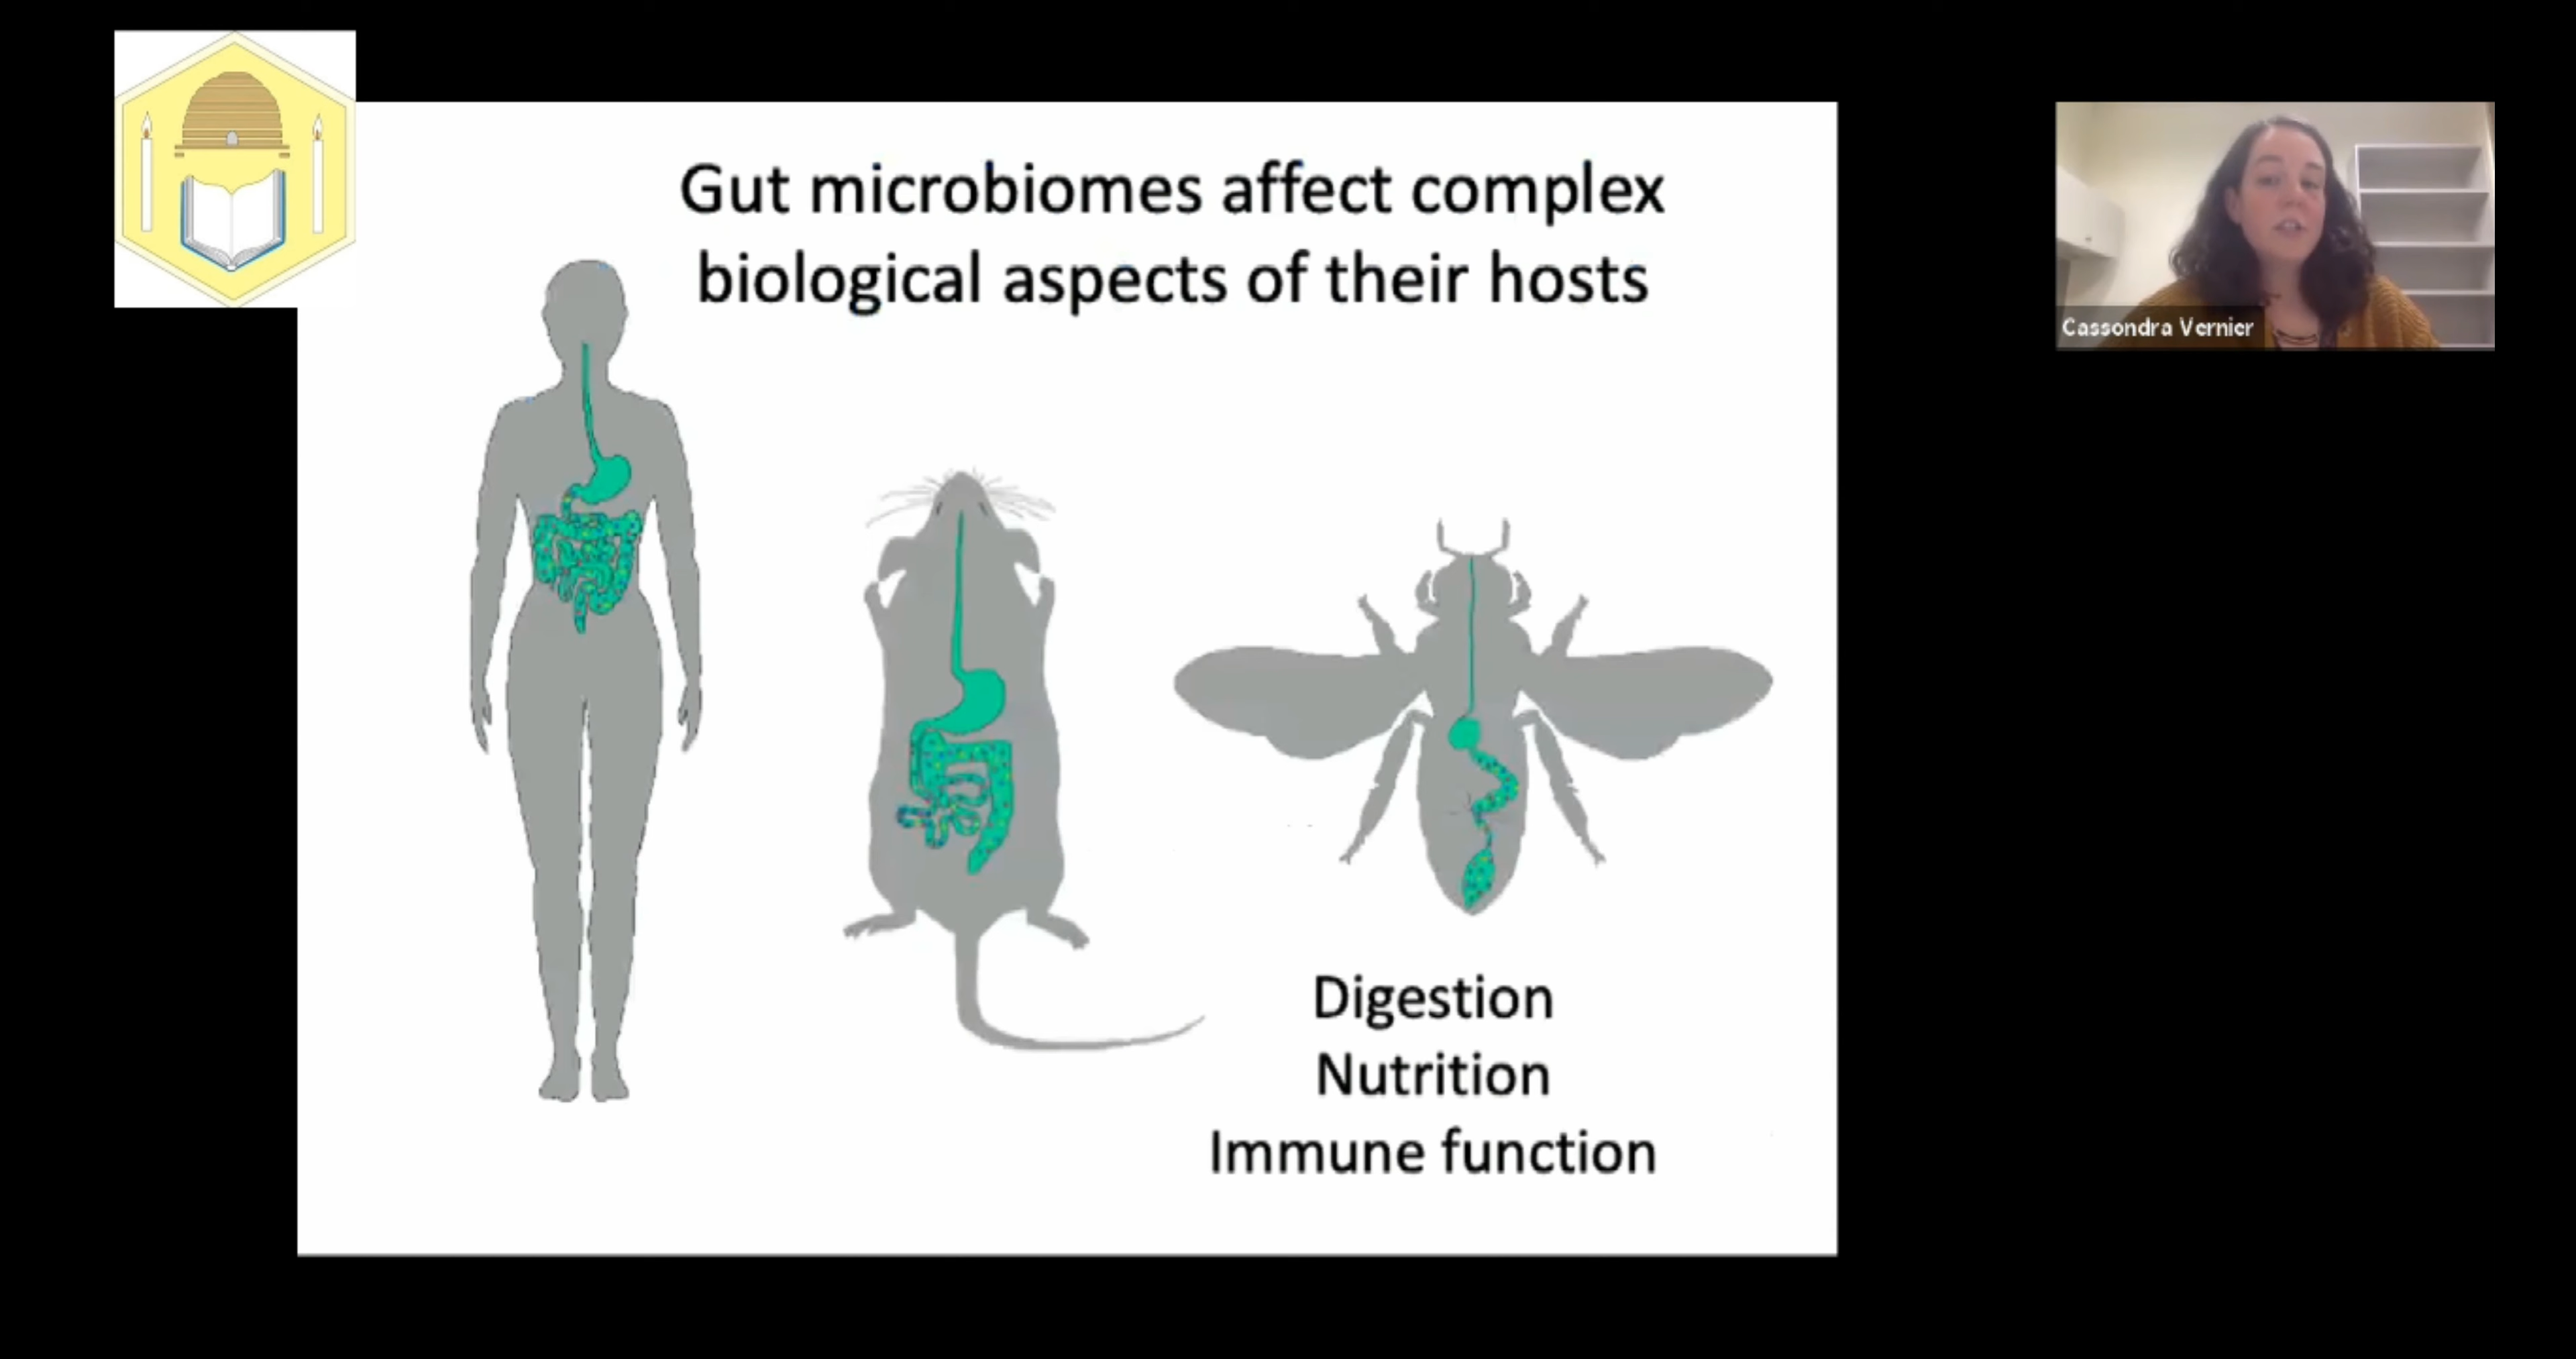 Gut microbiomes affect complex
biological aspects of their hosts
Cassondra Vernier
Digestion
Nutrition
Immune function